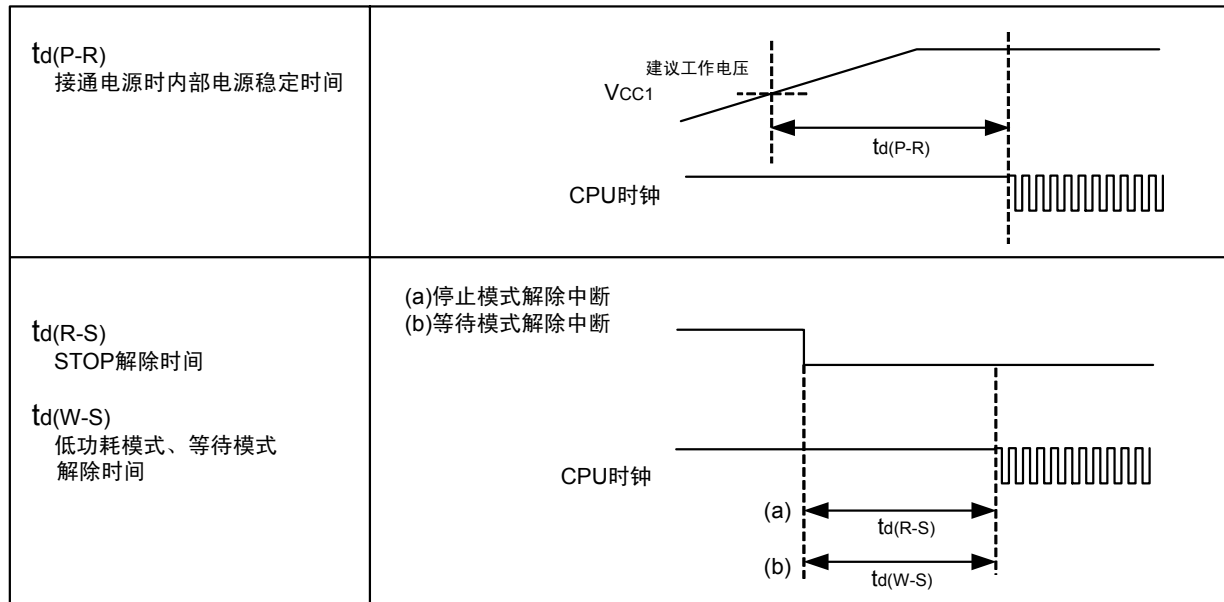 td(P-R)
接通电源时内部电源稳定时间
建议工作电压
VCC1
td(P-R)
CPU时钟
td(R-S)
STOP解除时间
td(W-S)
低功耗模式、等待模式
解除时间
(a)停止模式解除中断
(b)等待模式解除中断
CPU时钟
(a)
td(R-S)
(b)
td(W-S)